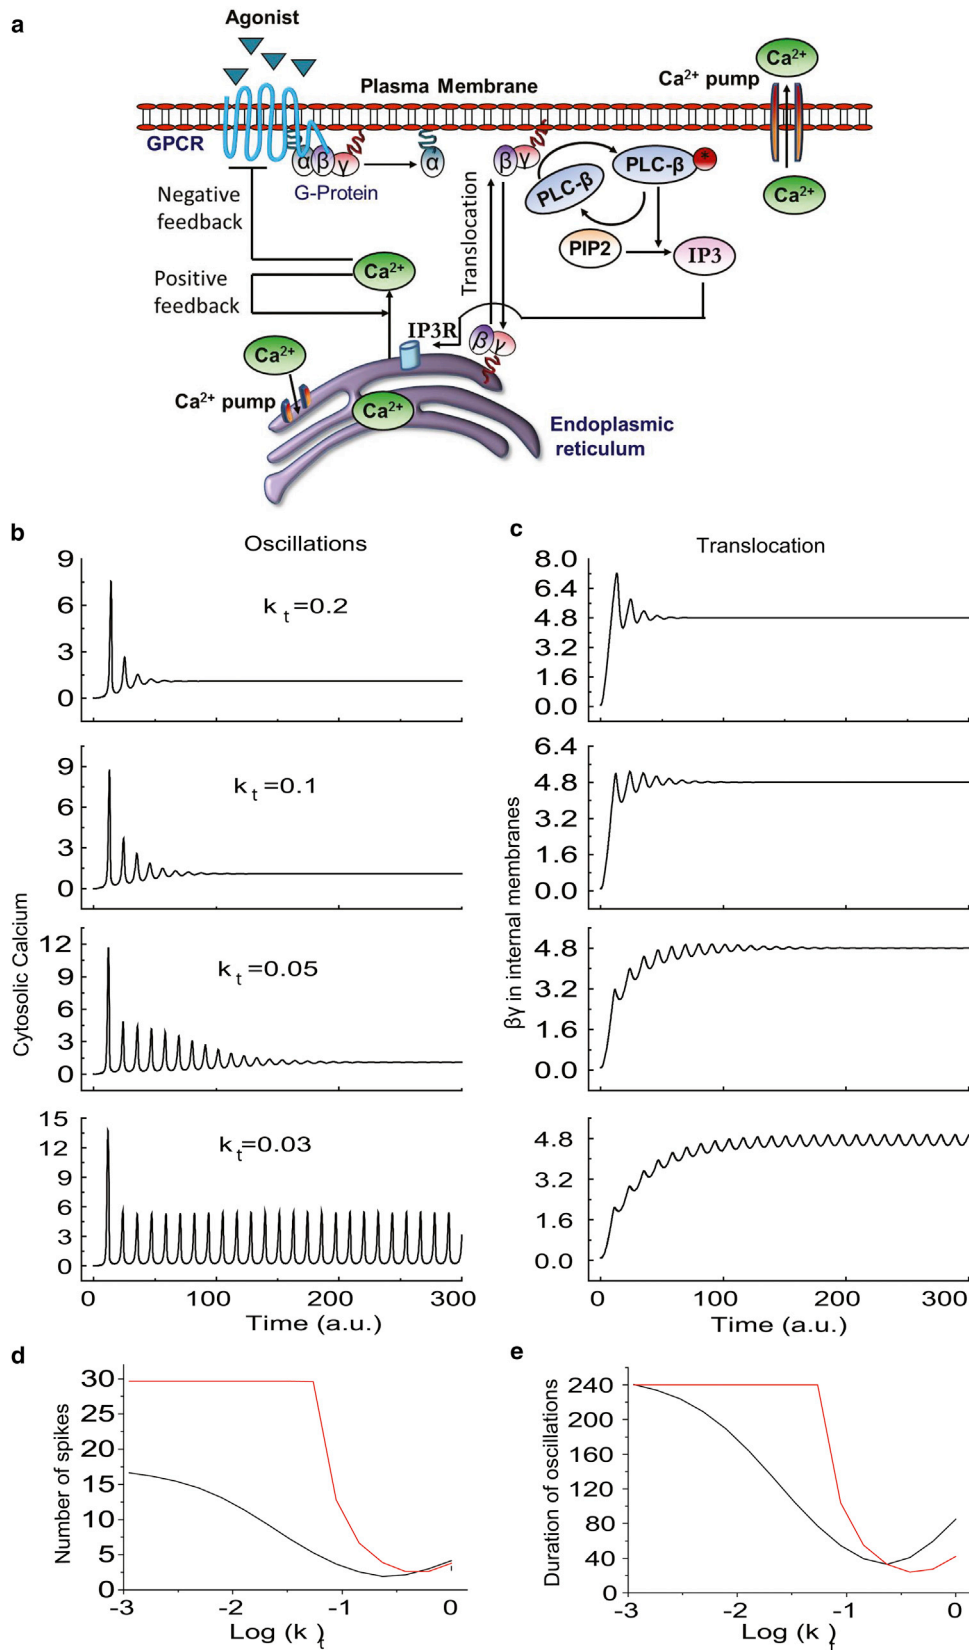 a
Agonist
Plasma Membrane
Ca²⁺ pump
Ca²⁺
GPCR
α β γ
G-Protein
α
β γ
PLC-β
PLC-β
*
Ca²⁺
Negative
feedback
Translocation
PIP2
IP3
Ca²⁺
Positive
feedback
IP3R
β γ
Ca²⁺
Ca²⁺ pump
Ca²⁺
Endoplasmic
reticulum
b
Oscillations
9
6
3
0
k t=0.2
9
6
3
0
k t=0.1
12
9
6
3
0
k t=0.05
15
12
9
6
3
0
k t=0.03
Cytosolic Calcium
0 100 200 300
Time (a.u.)
c
Translocation
8.0
6.4
4.8
3.2
1.6
0.0
6.4
4.8
3.2
1.6
0.0
4.8
3.2
1.6
0.0
4.8
3.2
1.6
0.0
βγ in internal membranes
0 100 200 300
Time (a.u.)
d
Number of spikes
30
25
20
15
10
5
0
-3 -2 -1 0
Log (k t)
e
Duration of oscillations
240
200
160
120
80
40
0
-3 -2 -1 0
Log (k t)